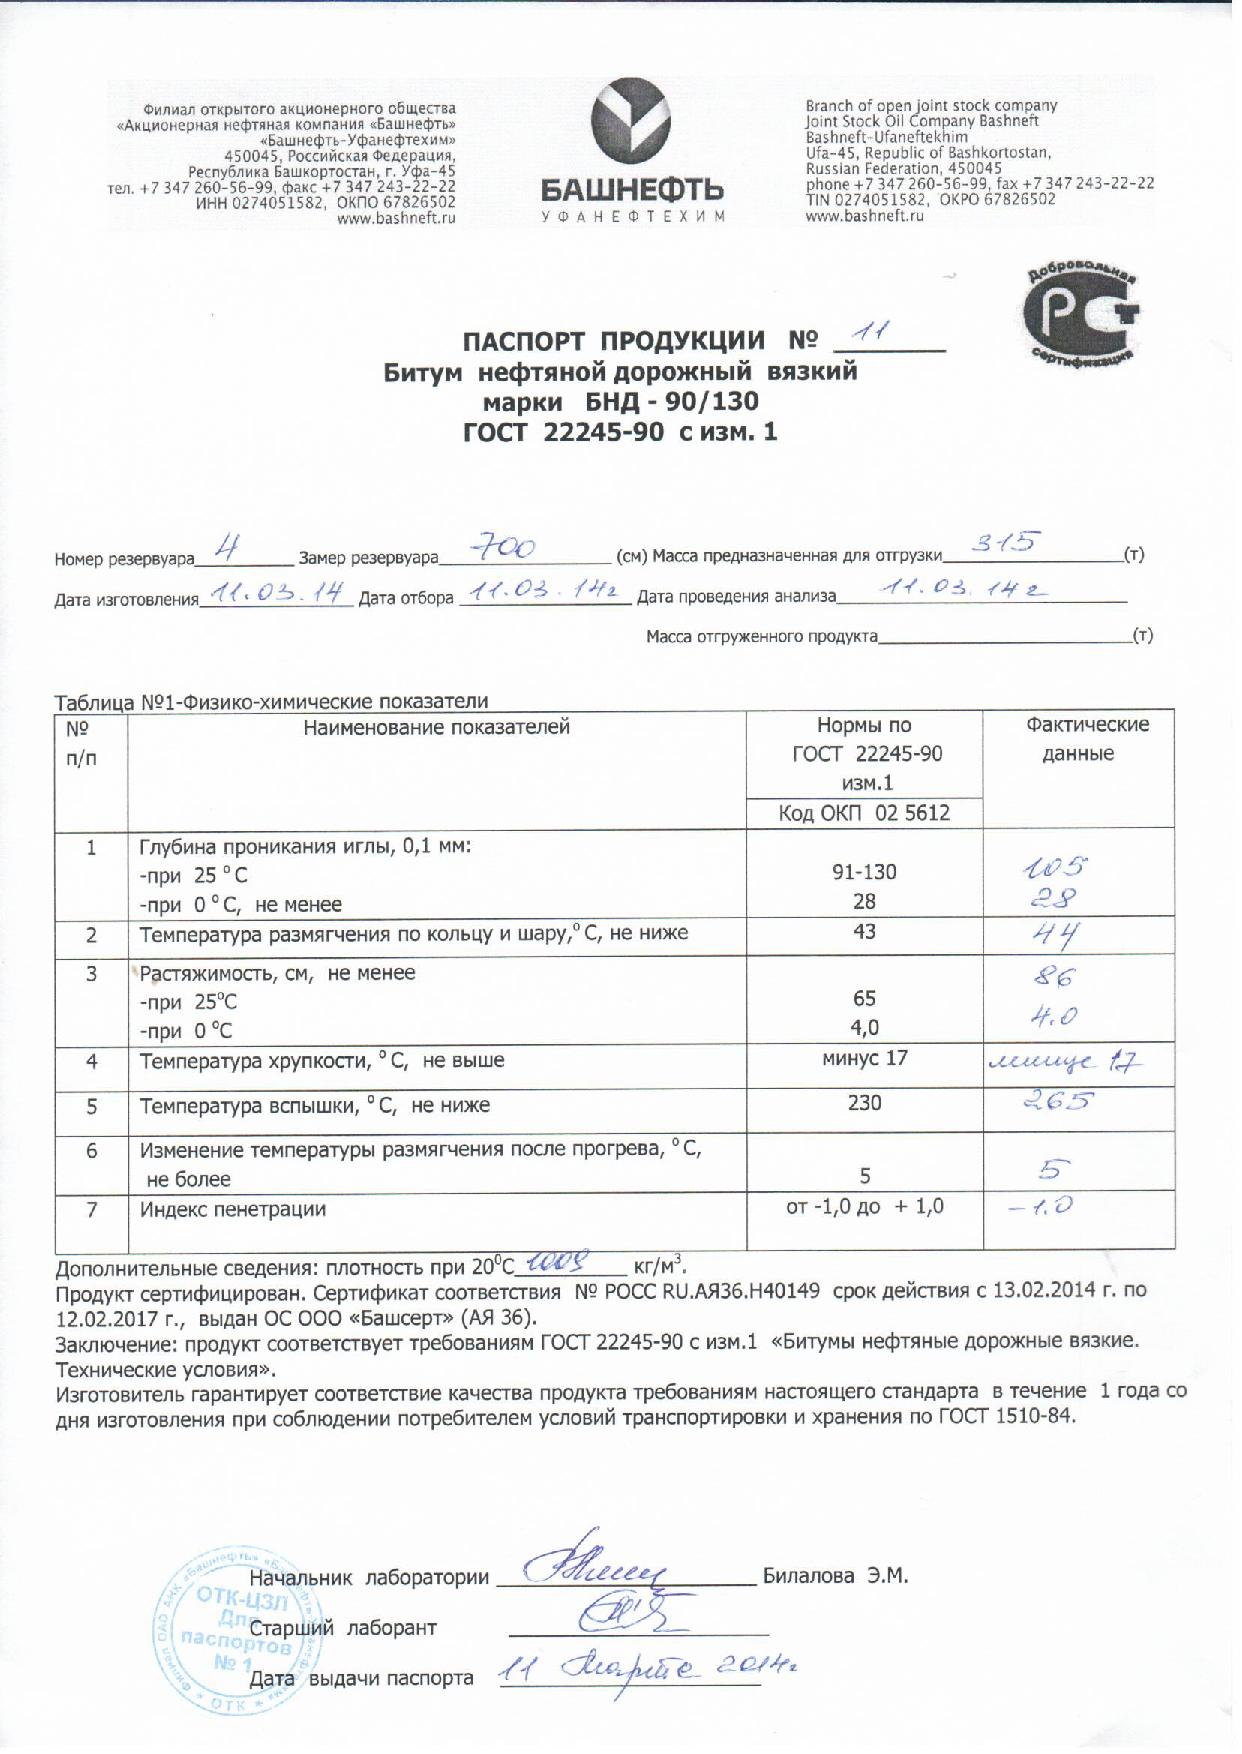 Филиал открытого акционерного общества
«Акционерная нефтяная компания «Башнефть»
«Башнефть-Уфанефтехим»
450045, Российская Федерация,
Республика Башкортостан, г. Уфа-45
тел. +7 347 260-56-99, факс +7 347 243-22-22
ИНН 0274051582, ОКПО 67826502
www.bashneft.ru
БАШНЕФТЬ
УФАНЕФТЕХИМ
Branch of open joint stock company
Joint Stock Oil Company Bashneft
Bashneft-Ufaneftekhim
Ufa-45, Republic of Bashkortostan,
Russian Federation, 450045
phone +7 347 260-56-99, fax +7 347 243-22-22
TIN 0274051582, OKPO 67826502
www.bashneft.ru
Добровольная
РСТ
сертификация
ПАСПОРТ ПРОДУКЦИИ № 11
Битум нефтяной дорожный вязкий
марки БНД - 90/130
ГОСТ 22245-90 с изм. 1
Номер резервуара 4 Замер резервуара 700 (см) Масса предназначенная для отгрузки 315 (т)
Дата изготовления 11.03.14 Дата отбора 11.03.14г Дата проведения анализа 11.03.14г
Масса отгруженного продукта (т)
Таблица №1-Физико-химические показатели
№ п/п Наименование показателей Нормы по ГОСТ 22245-90 изм.1 Фактические данные
Код ОКП 02 5612
1 Глубина проникания иглы, 0,1 мм:
-при 25 °С 91-130 105
-при 0 °С, не менее 28 28
2 Температура размягчения по кольцу и шару,°С, не ниже 43 44
3 Растяжимость, см, не менее
-при 25°С 65 86
-при 0 °С 4,0 4.0
4 Температура хрупкости, °С, не выше минус 17 минус 17
5 Температура вспышки, °С, не ниже 230 265
6 Изменение температуры размягчения после прогрева, °С,
не более 5 5
7 Индекс пенетрации от -1,0 до + 1,0 -1.0
Дополнительные сведения: плотность при 20⁰С 1009 кг/м³.
Продукт сертифицирован. Сертификат соответствия № РОСС RU.АЯ36.Н40149 срок действия с 13.02.2014 г. по
12.02.2017 г., выдан ОС ООО «Башсерт» (АЯ 36).
Заключение: продукт соответствует требованиям ГОСТ 22245-90 с изм.1 «Битумы нефтяные дорожные вязкие.
Технические условия».
Изготовитель гарантирует соответствие качества продукта требованиям настоящего стандарта в течение 1 года со
дня изготовления при соблюдении потребителем условий транспортировки и хранения по ГОСТ 1510-84.
Начальник лаборатории Билалова Э.М.
Старший лаборант
Дата выдачи паспорта 11 марта 2014г
ОТК-ЦЗЛ
Для
паспортов
№ 1
Филиал ОАО АНК «Башнефть»
* ОТК *